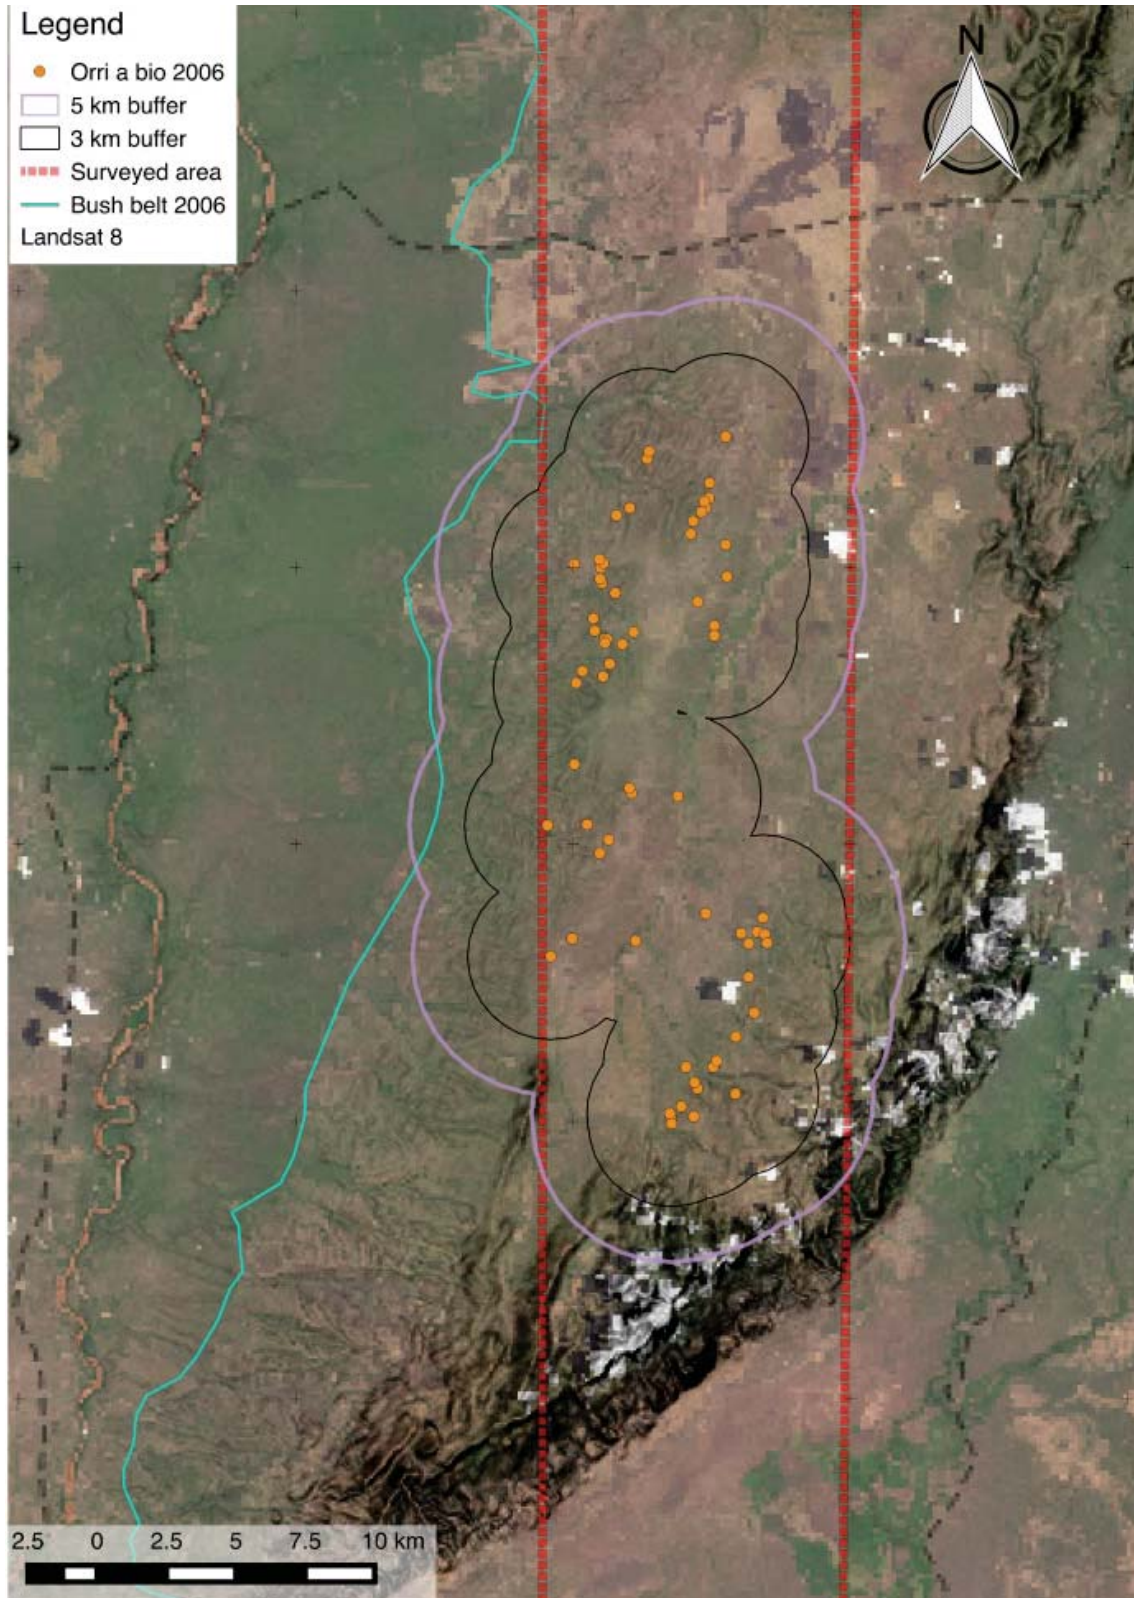 Legend
Orri a bio 2006
5 km buffer
3 km buffer
Surveyed area
Bush belt 2006
Landsat 8
N
2.5 0 2.5 5 7.5 10 km